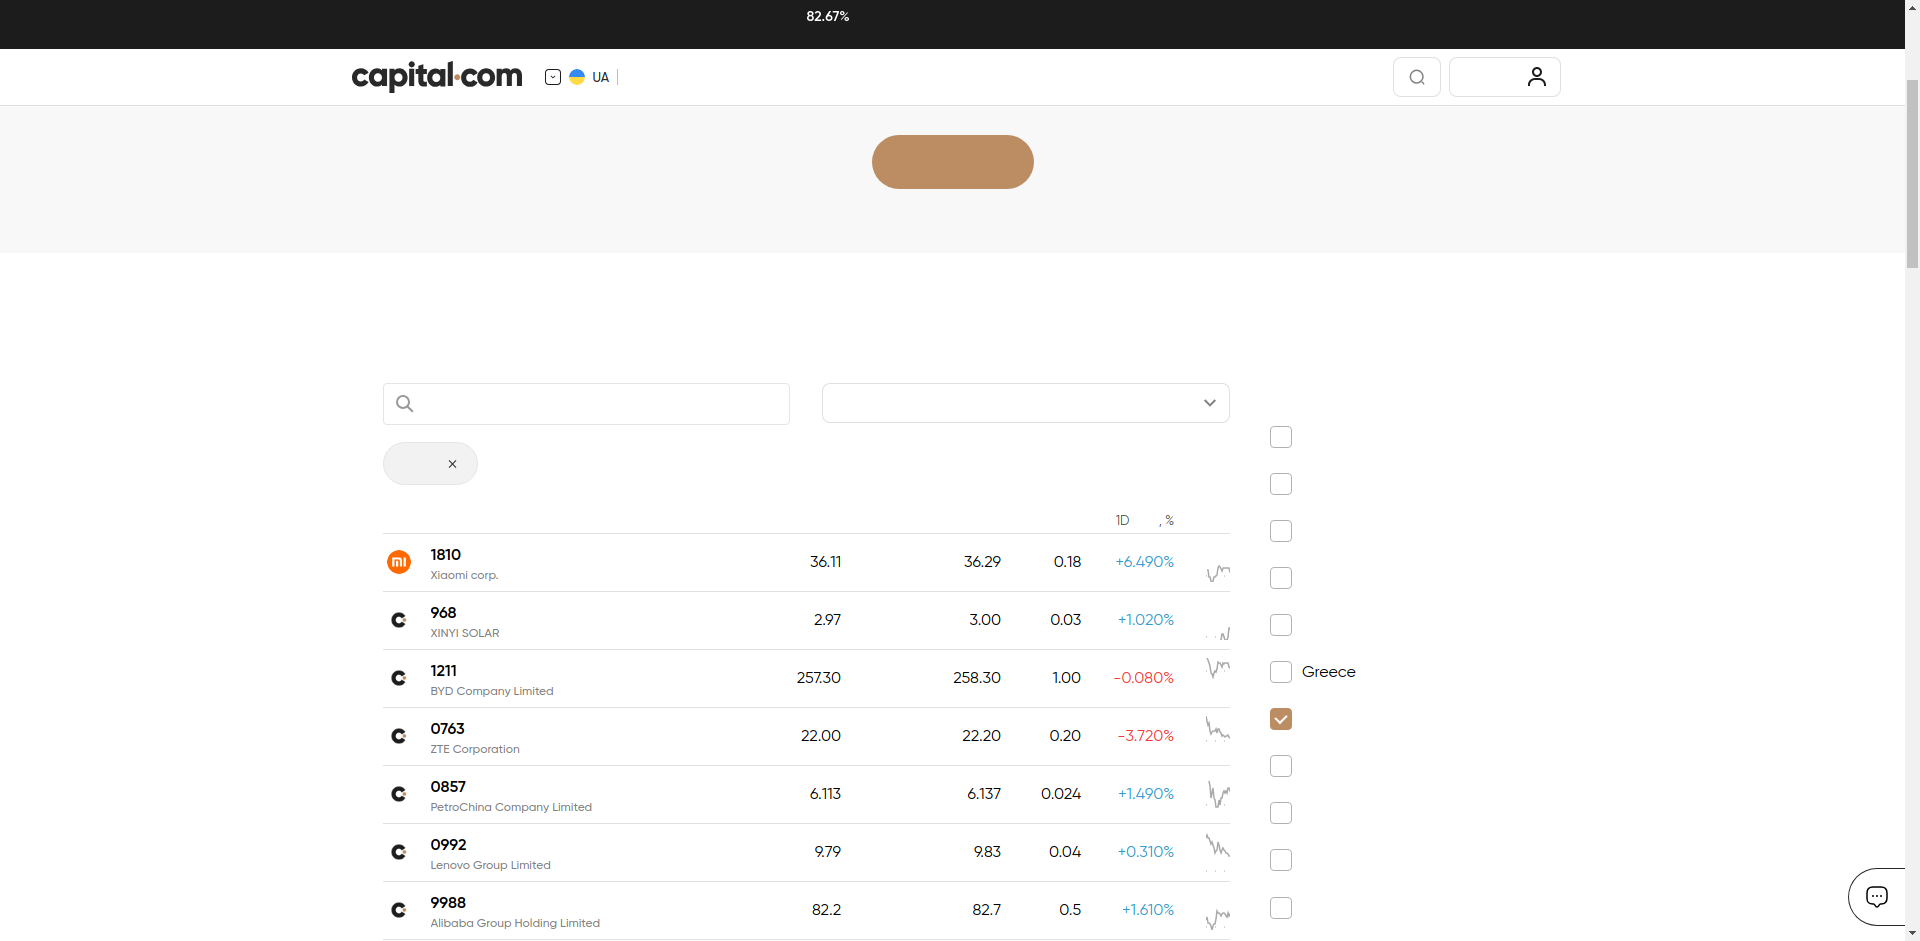 82.67%
capital.com
UA
1D , %
1810
Xiaomi corp.
36.11 36.29 0.18 +6.490%
968
XINYI SOLAR
2.97 3.00 0.03 +1.020%
1211
BYD Company Limited
257.30 258.30 1.00 -0.080%
Greece
0763
ZTE Corporation
22.00 22.20 0.20 -3.720%
0857
PetroChina Company Limited
6.113 6.137 0.024 +1.490%
0992
Lenovo Group Limited
9.79 9.83 0.04 +0.310%
9988
Alibaba Group Holding Limited
82.2 82.7 0.5 +1.610%